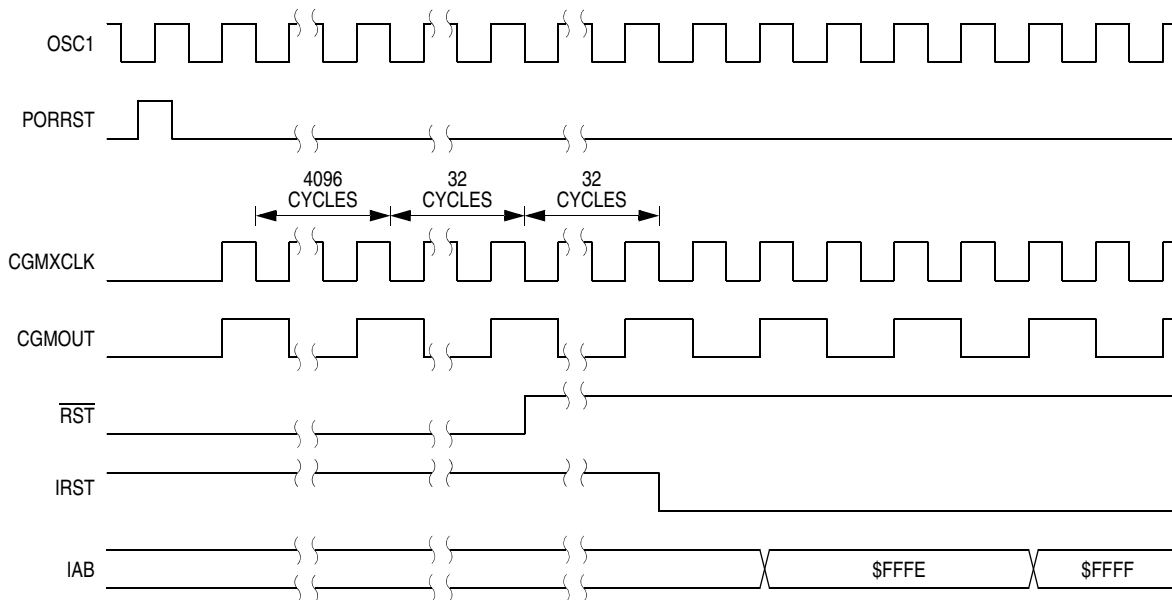 OSC1
PORRST
4096
CYCLES
32
CYCLES
32
CYCLES
CGMXCLK
CGMOUT
RST
IRST
IAB
$FFFE
$FFFF